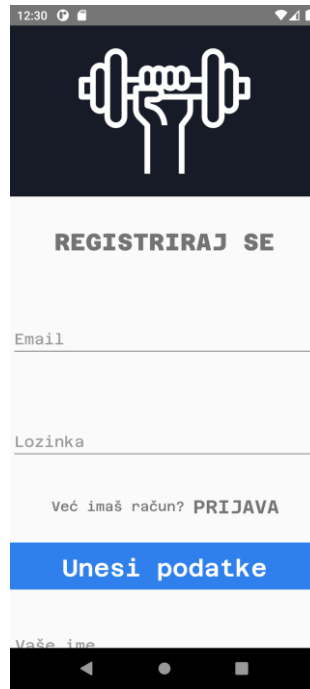 12:30
REGISTRIRAJ SE
Email
Lozinka
Već imaš račun? PRIJAVA
Unesi podatke
Vaše ime